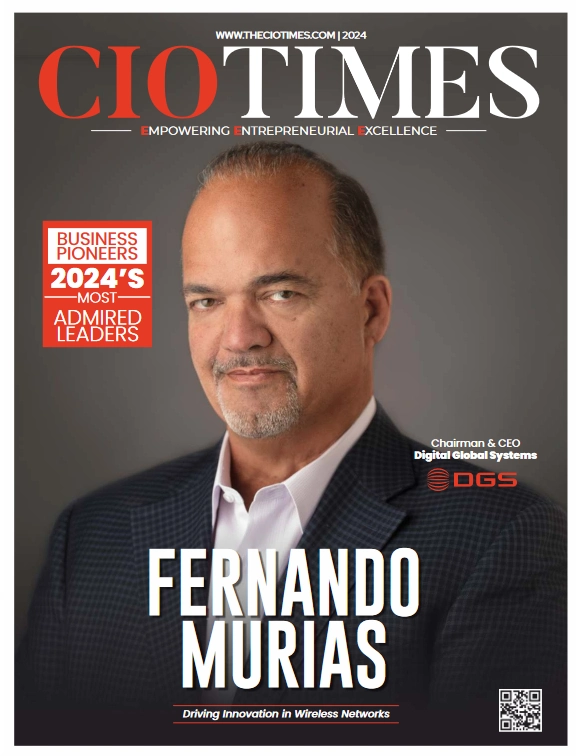 WWW.THECIOTIMES.COM | 2024
CIOTIMES
EMPOWERING ENTREPRENEURIAL EXCELLENCE
BUSINESS
PIONEERS
2024'S
MOST
ADMIRED
LEADERS
Chairman & CEO
Digital Global Systems
DGS
FERNANDO
MURIAS
Driving Innovation in Wireless Networks